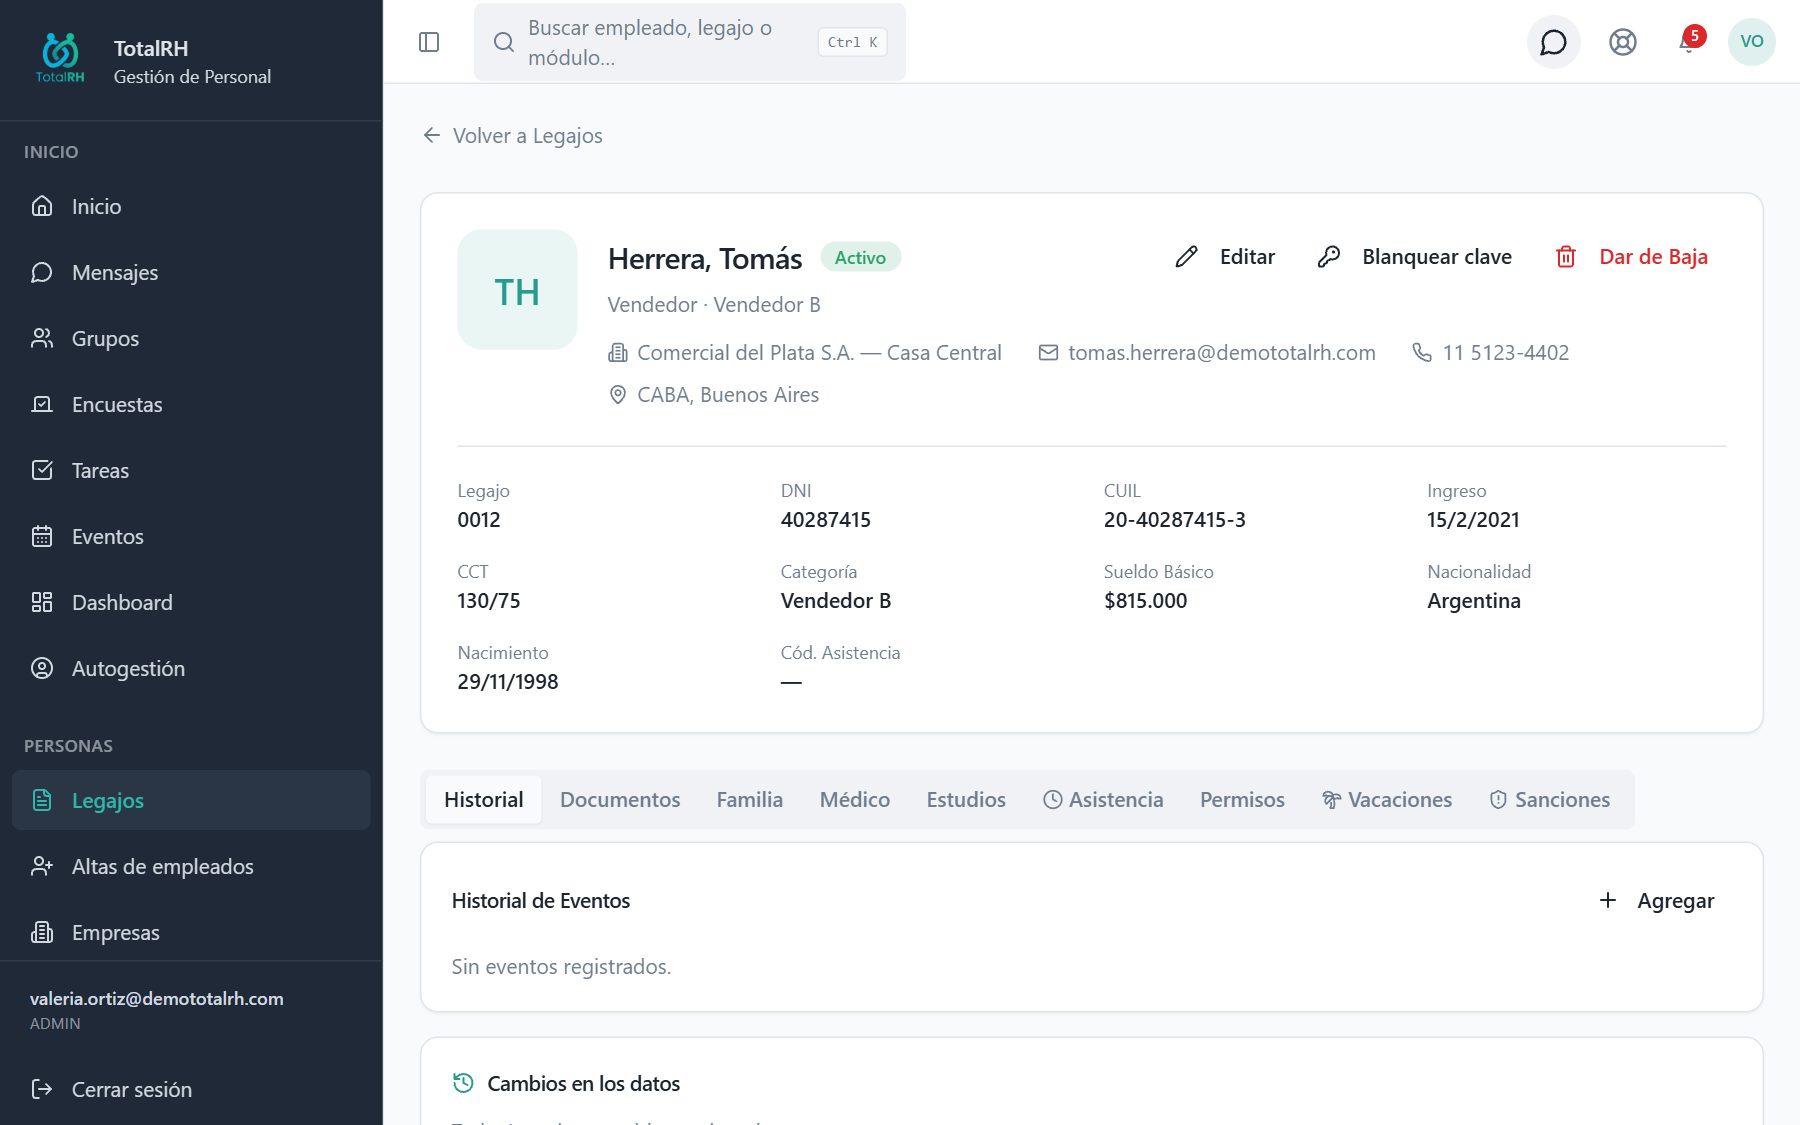 TotalRH
TotalRH
Gestión de Personal
INICIO
Inicio
Mensajes
Grupos
Encuestas
Tareas
Eventos
Dashboard
Autogestión
PERSONAS
Legajos
Altas de empleados
Empresas
valeria.ortiz@demototalrh.com
ADMIN
Cerrar sesión
Buscar empleado, legajo o
módulo...
Ctrl K
5
VO
Volver a Legajos
TH
Herrera, Tomás
Activo
Editar
Blanquear clave
Dar de Baja
Vendedor · Vendedor B
Comercial del Plata S.A. — Casa Central
tomas.herrera@demototalrh.com
11 5123-4402
CABA, Buenos Aires
Legajo
0012
DNI
40287415
CUIL
20-40287415-3
Ingreso
15/2/2021
CCT
130/75
Categoría
Vendedor B
Sueldo Básico
$815.000
Nacionalidad
Argentina
Nacimiento
29/11/1998
Cód. Asistencia
—
Historial
Documentos
Familia
Médico
Estudios
Asistencia
Permisos
Vacaciones
Sanciones
Historial de Eventos
Agregar
Sin eventos registrados.
Cambios en los datos